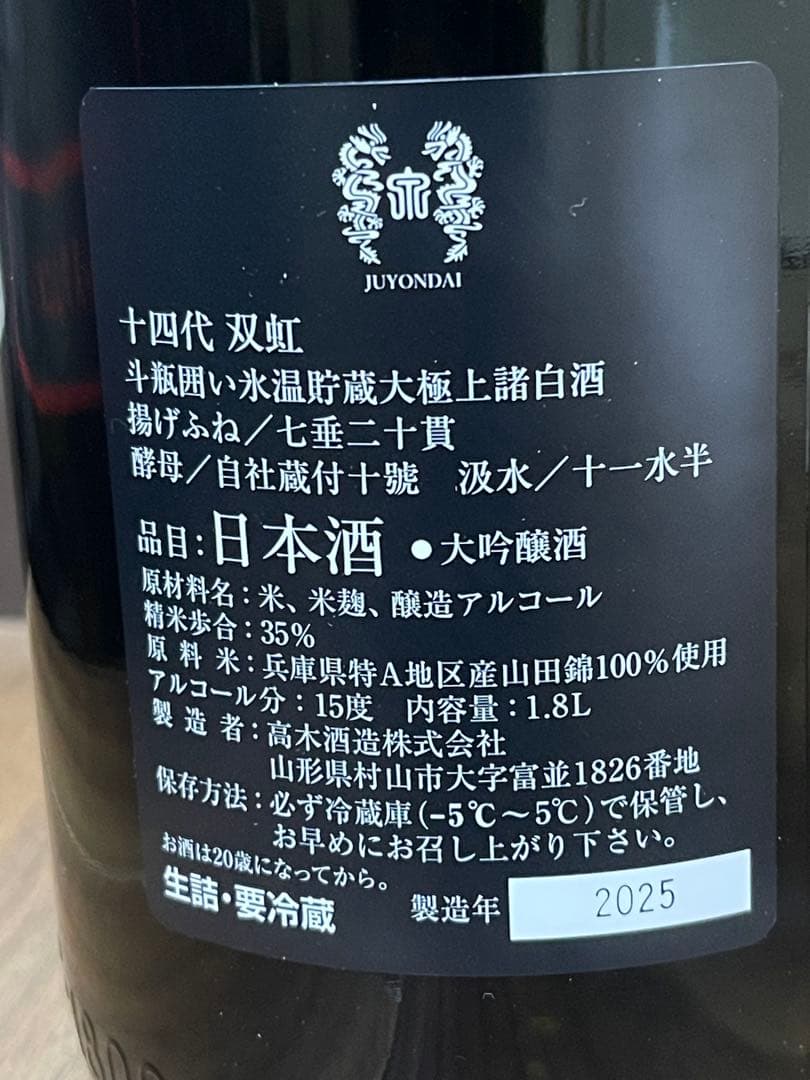 JUYONDAI
十四代 双虹
斗瓶囲い氷温貯蔵大極上諸白酒
揚げふね／七垂二十貫
酵母／自社蔵付十號　汲水／十一水半
品目：日本酒 ●大吟醸酒
原材料名：米、米麹、醸造アルコール
精米歩合：35%
原料米：兵庫県特A地区産山田錦100%使用
アルコール分：15度　内容量：1.8L
製造者：高木酒造株式会社
山形県村山市大字富並1826番地
保存方法：必ず冷蔵庫(-5℃～5℃)で保管し、
お早めにお召し上がり下さい。
お酒は20歳になってから。
生詰・要冷蔵　製造年 2025